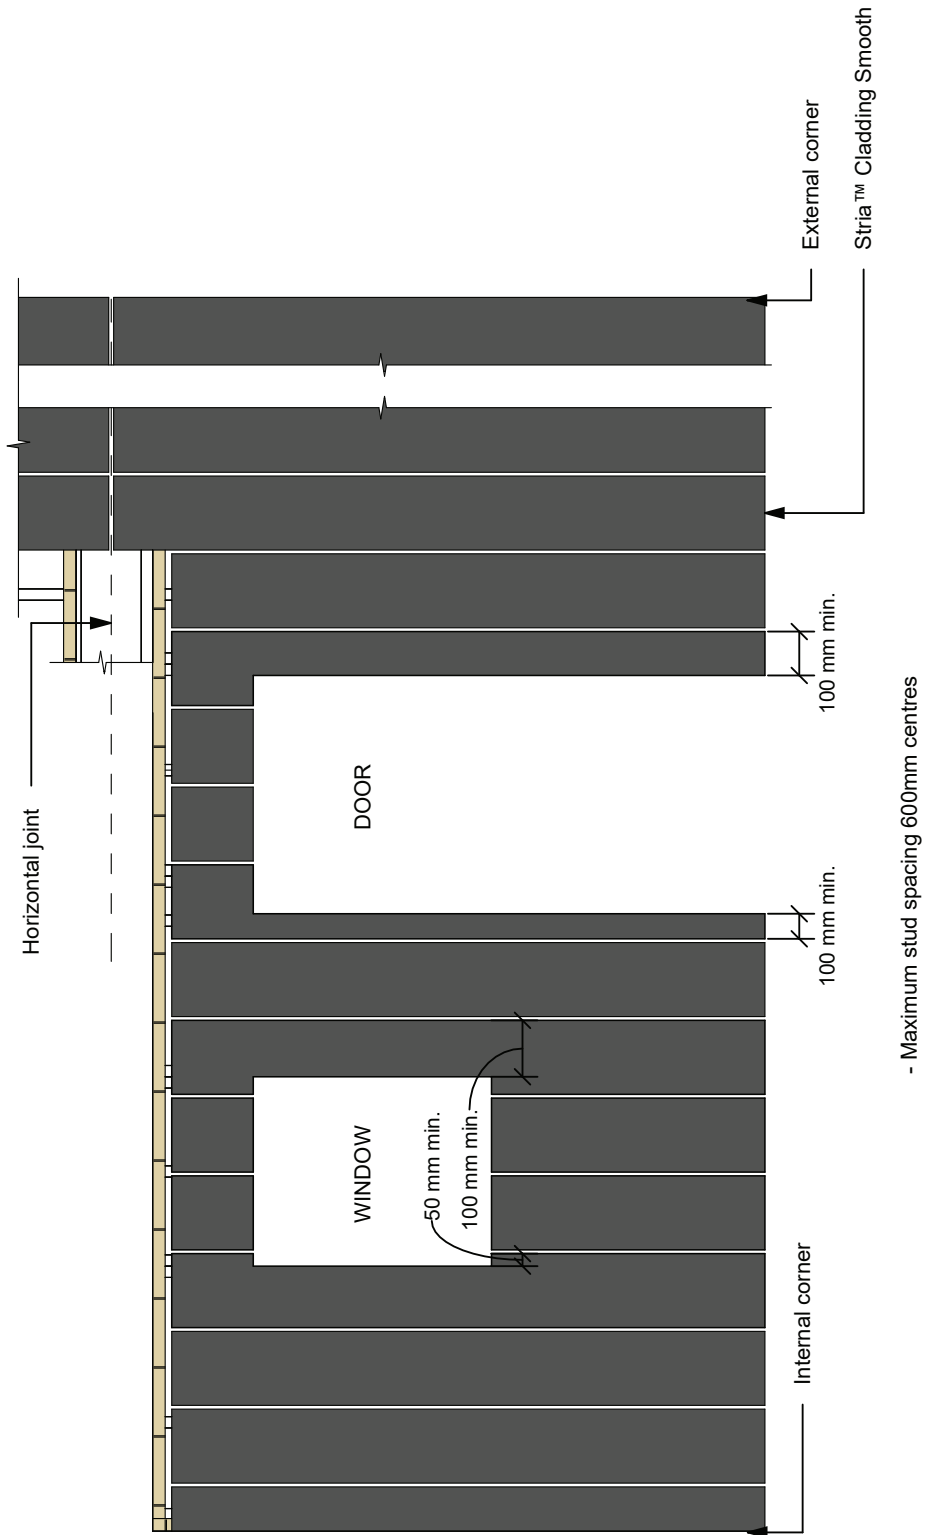 Horizontal joint
External corner
Stria™ Cladding Smooth
DOOR
WINDOW
50 mm min.
100 mm min.
100 mm min.
100 mm min.
Internal corner
- Maximum stud spacing 600mm centres